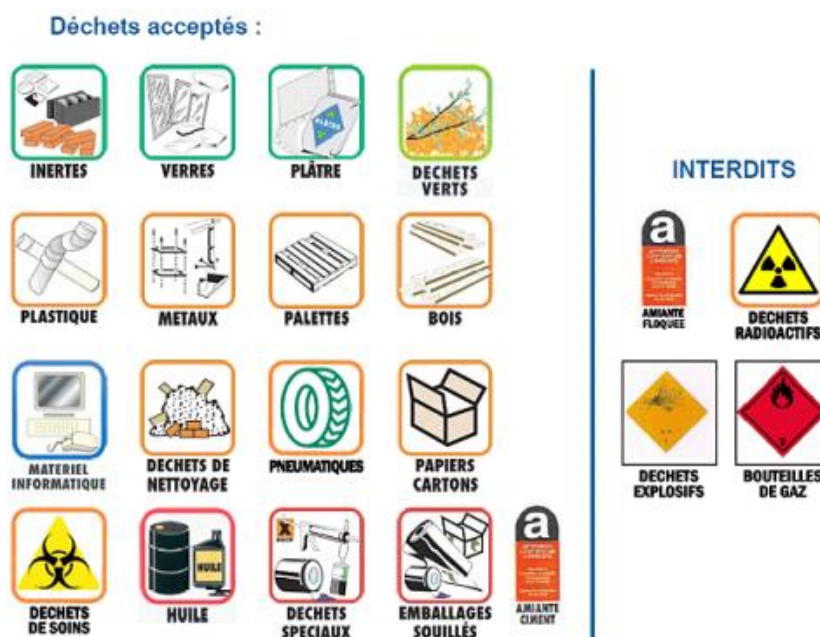 Déchets acceptés :
INERTES
VERRES
PLÂTRE
PLÂTRE
DECHETS
VERTS
PLASTIQUE
METAUX
PALETTES
BOIS
MATERIEL
INFORMATIQUE
DECHETS DE
NETTOYAGE
PNEUMATIQUES
PAPIERS
CARTONS
DECHETS
DE SOINS
HUILE
HUILE
DECHETS
SPECIAUX
EMBALLAGES
SOUILLÉS
a
AMIANTE
CIMENT
INTERDITS
a
AMIANTE
FLOQUEE
DECHETS
RADIOACTIFS
DECHETS
EXPLOSIFS
BOUTEILLES
DE GAZ